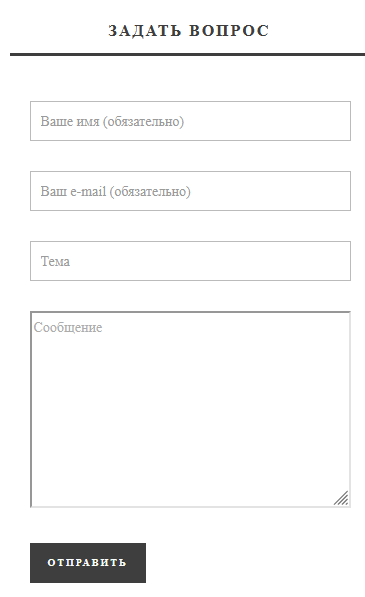 ЗАДАТЬ ВОПРОС
Ваше имя (обязательно)
Ваш e-mail (обязательно)
Тема
Сообщение
ОТПРАВИТЬ